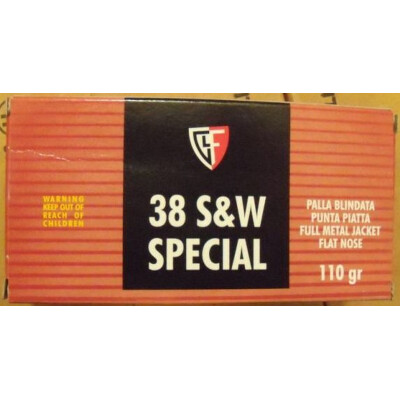 WARNING
KEEP OUT OF
REACH OF
CHILDREN
GFL
38 S&W
SPECIAL
PALLA BLINDATA
PUNTA PIATTA
FULL METAL JACKET
FLAT NOSE
110 gr